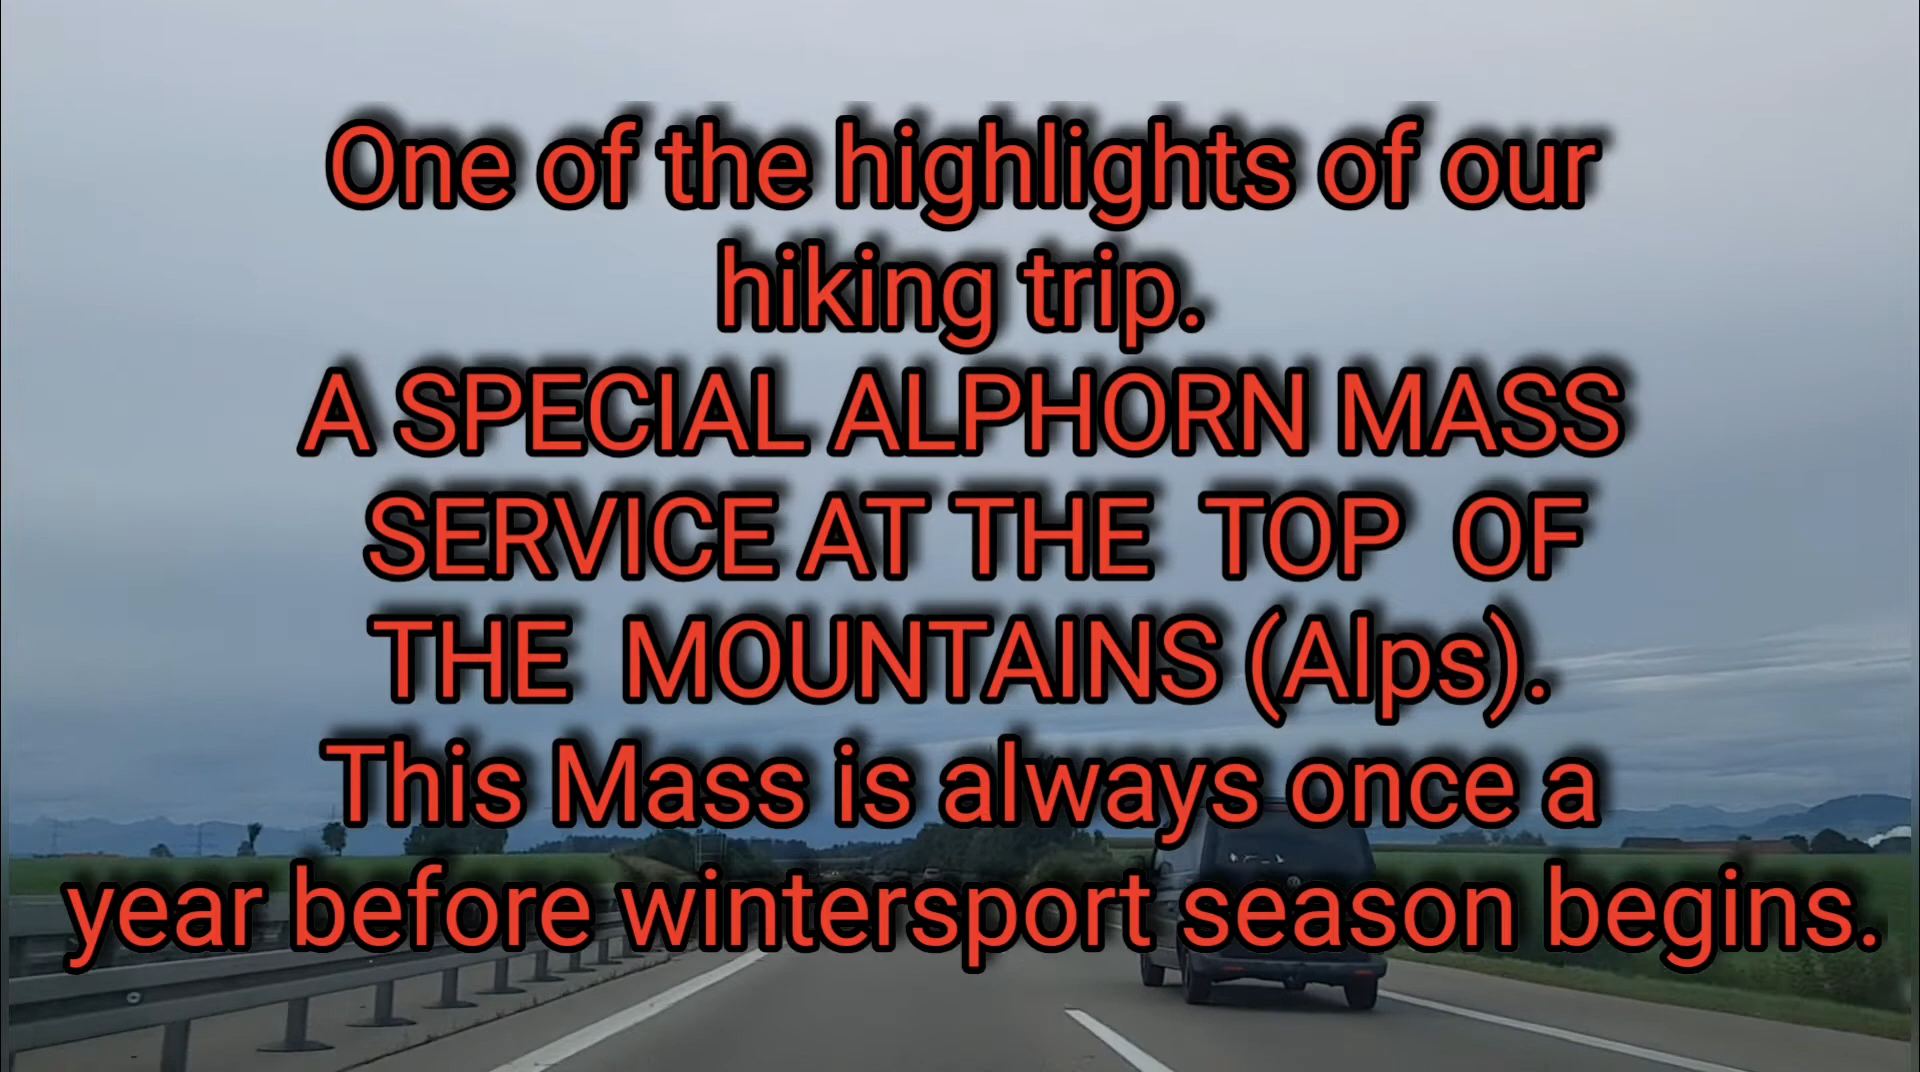 One of the highlights of our
hiking trip.
A SPECIAL ALPHORN MASS
SERVICE AT THE  TOP  OF
THE  MOUNTAINS (Alps).
This Mass is always once a
year before wintersport season begins.